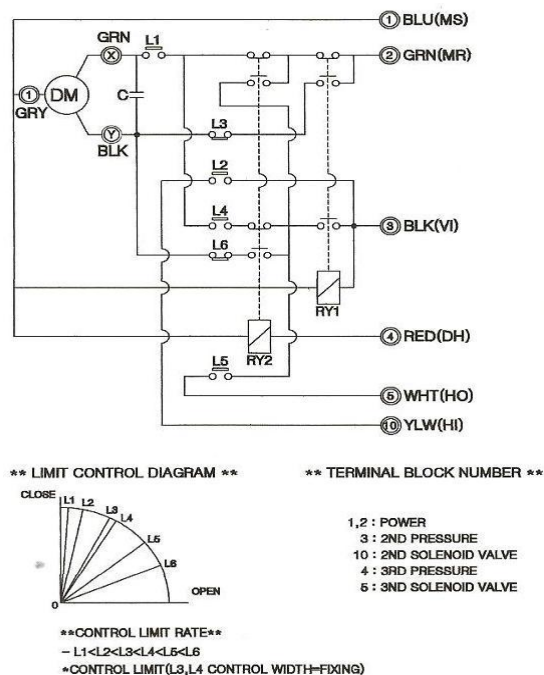 ① BLU(MS)
GRN
L1
X
② GRN(MR)
① DM
C
GRY
L3
Y
BLK
L2
L4
③ BLK(VI)
L6
RY1
④ RED(DH)
RY2
L5
⑤ WHT(HO)
⑩ YLW(HI)
** LIMIT CONTROL DIAGRAM **
** TERMINAL BLOCK NUMBER **
CLOSE
L1
L2
L3
L4
L5
L6
OPEN
0
1,2 : POWER
3 : 2ND PRESSURE
10 : 2ND SOLENOID VALVE
4 : 3RD PRESSURE
5 : 3ND SOLENOID VALVE
**CONTROL LIMIT RATE**
- L1<L2<L3<L4<L5<L6
*CONTROL LIMIT(L3,L4 CONTROL WIDTH=FIXING)